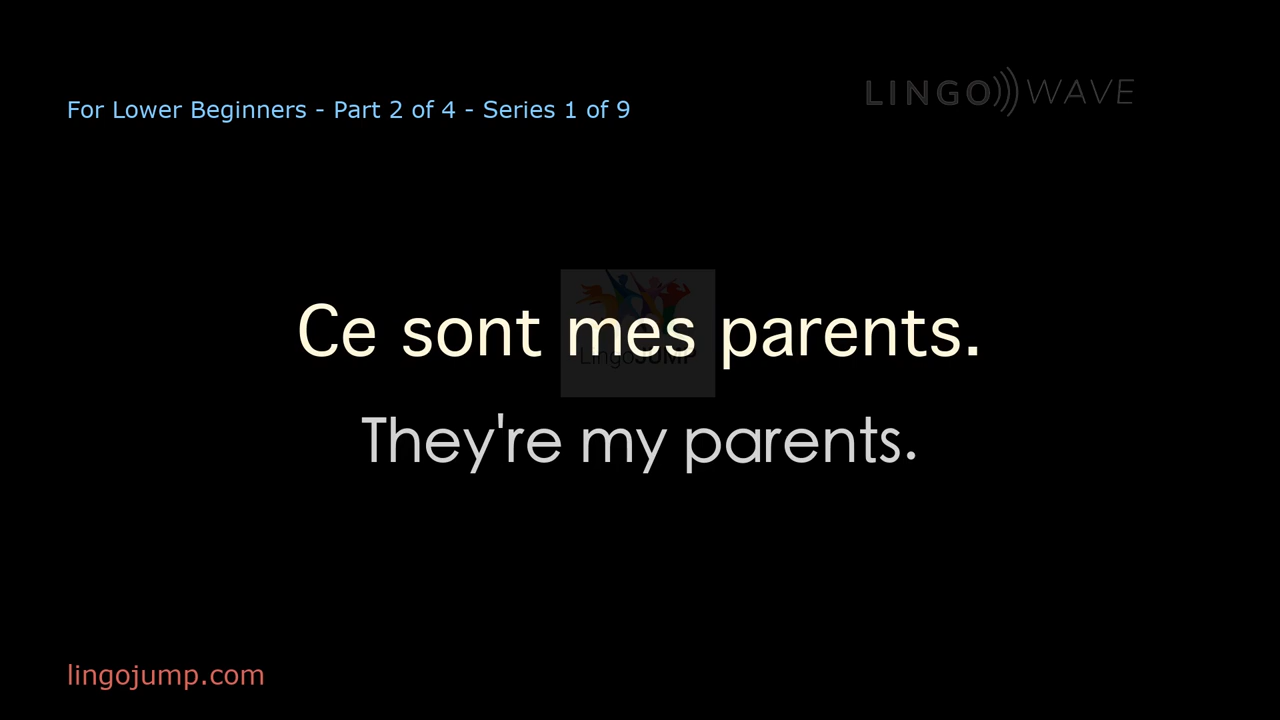 For Lower Beginners - Part 2 of 4 - Series 1 of 9
LINGO WAVE
Ce sont mes parents.
LingoJUMP
They're my parents.
lingojump.com